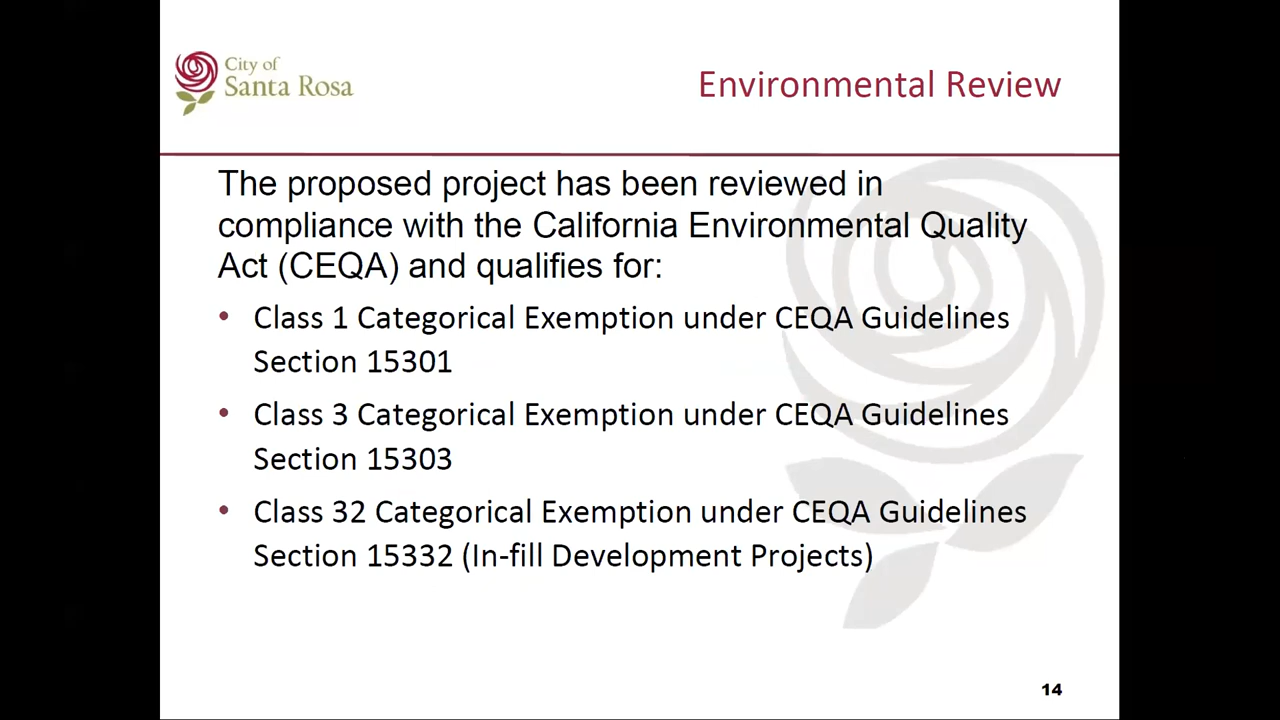 City of
Santa Rosa
Environmental Review
The proposed project has been reviewed in
compliance with the California Environmental Quality
Act (CEQA) and qualifies for:
• Class 1 Categorical Exemption under CEQA Guidelines
Section 15301
• Class 3 Categorical Exemption under CEQA Guidelines
Section 15303
• Class 32 Categorical Exemption under CEQA Guidelines
Section 15332 (In-fill Development Projects)
14